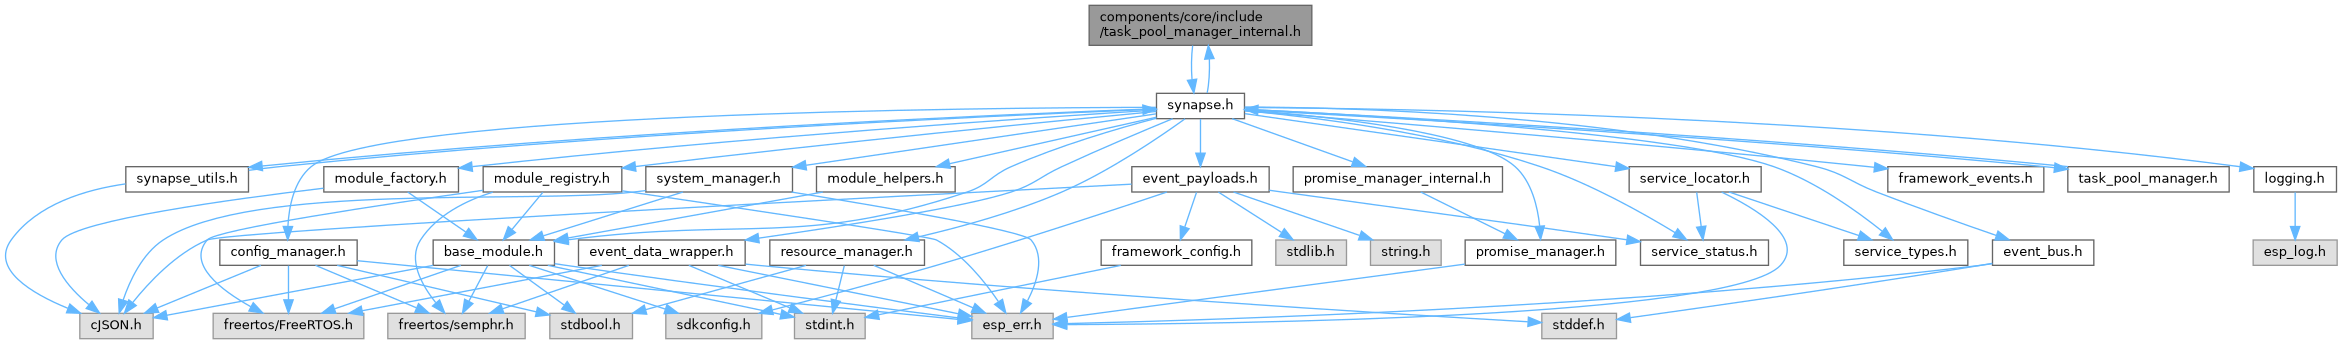 components/core/include
/task_pool_manager_internal.h
synapse.h
synapse_utils.h
module_factory.h
module_registry.h
system_manager.h
module_helpers.h
event_payloads.h
promise_manager_internal.h
service_locator.h
framework_events.h
task_pool_manager.h
logging.h
config_manager.h
base_module.h
event_data_wrapper.h
resource_manager.h
framework_config.h
stdlib.h
string.h
promise_manager.h
service_status.h
service_types.h
event_bus.h
esp_log.h
cJSON.h
freertos/FreeRTOS.h
freertos/semphr.h
stdbool.h
sdkconfig.h
stdint.h
esp_err.h
stddef.h